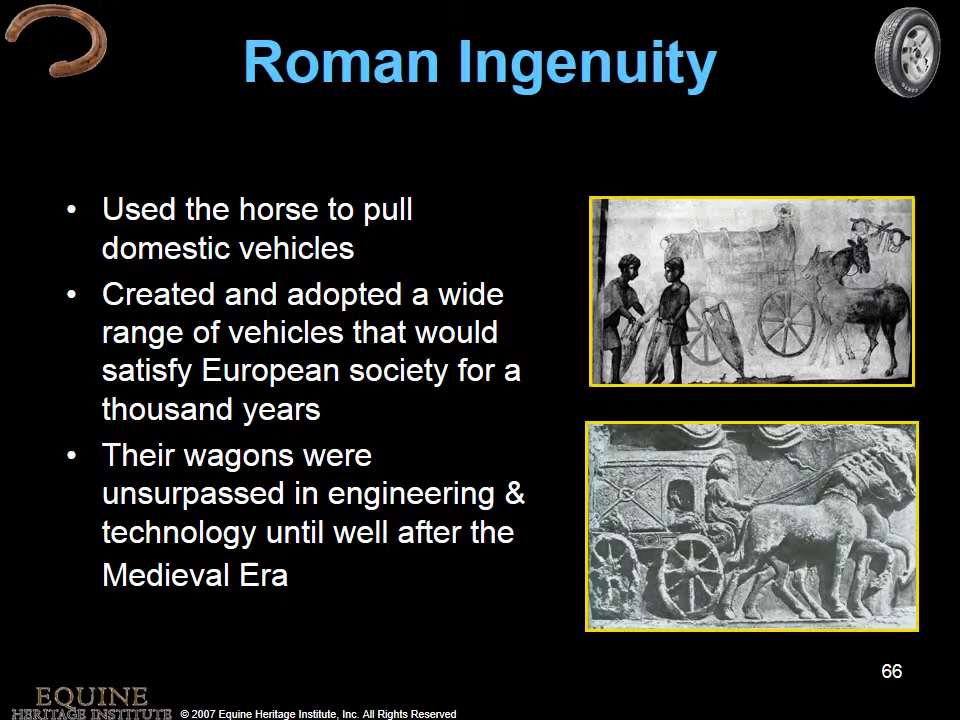 Roman Ingenuity
• Used the horse to pull
domestic vehicles
• Created and adopted a wide
range of vehicles that would
satisfy European society for a
thousand years
• Their wagons were
unsurpassed in engineering &
technology until well after the
Medieval Era
66
EQUINE
HERITAGE INSTITUTE
© 2007 Equine Heritage Institute, Inc. All Rights Reserved